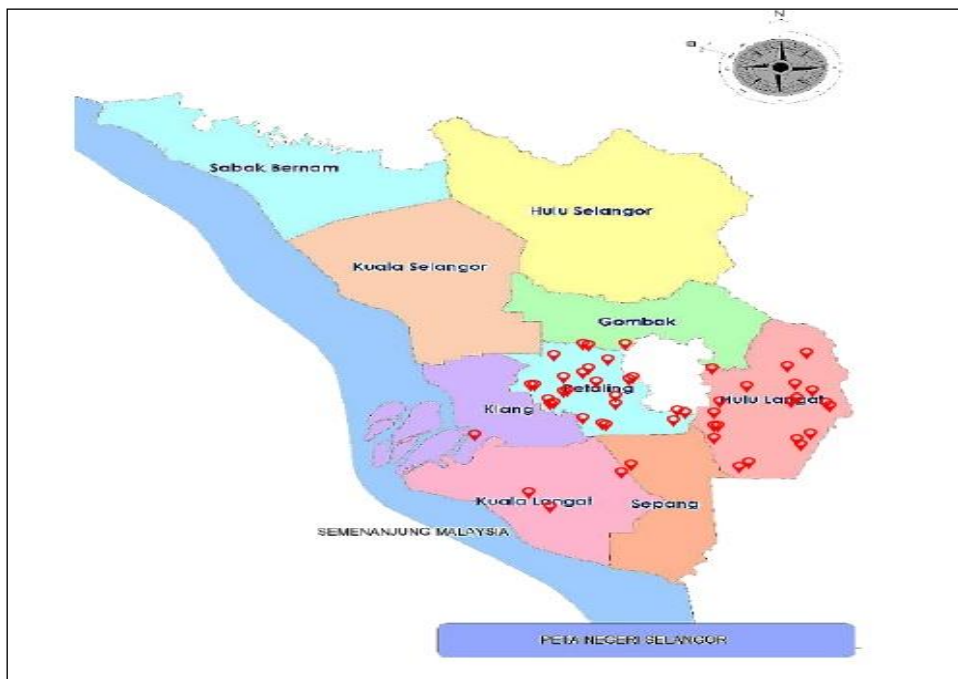 N
Sabak Bernam
Hulu Selangor
Kuala Selangor
Gombak
Petaling
Hulu Langat
Klang
Kuala Langat
Sepang
SEMENANJUNG MALAYSIA
PETA NEGERI SELANGOR